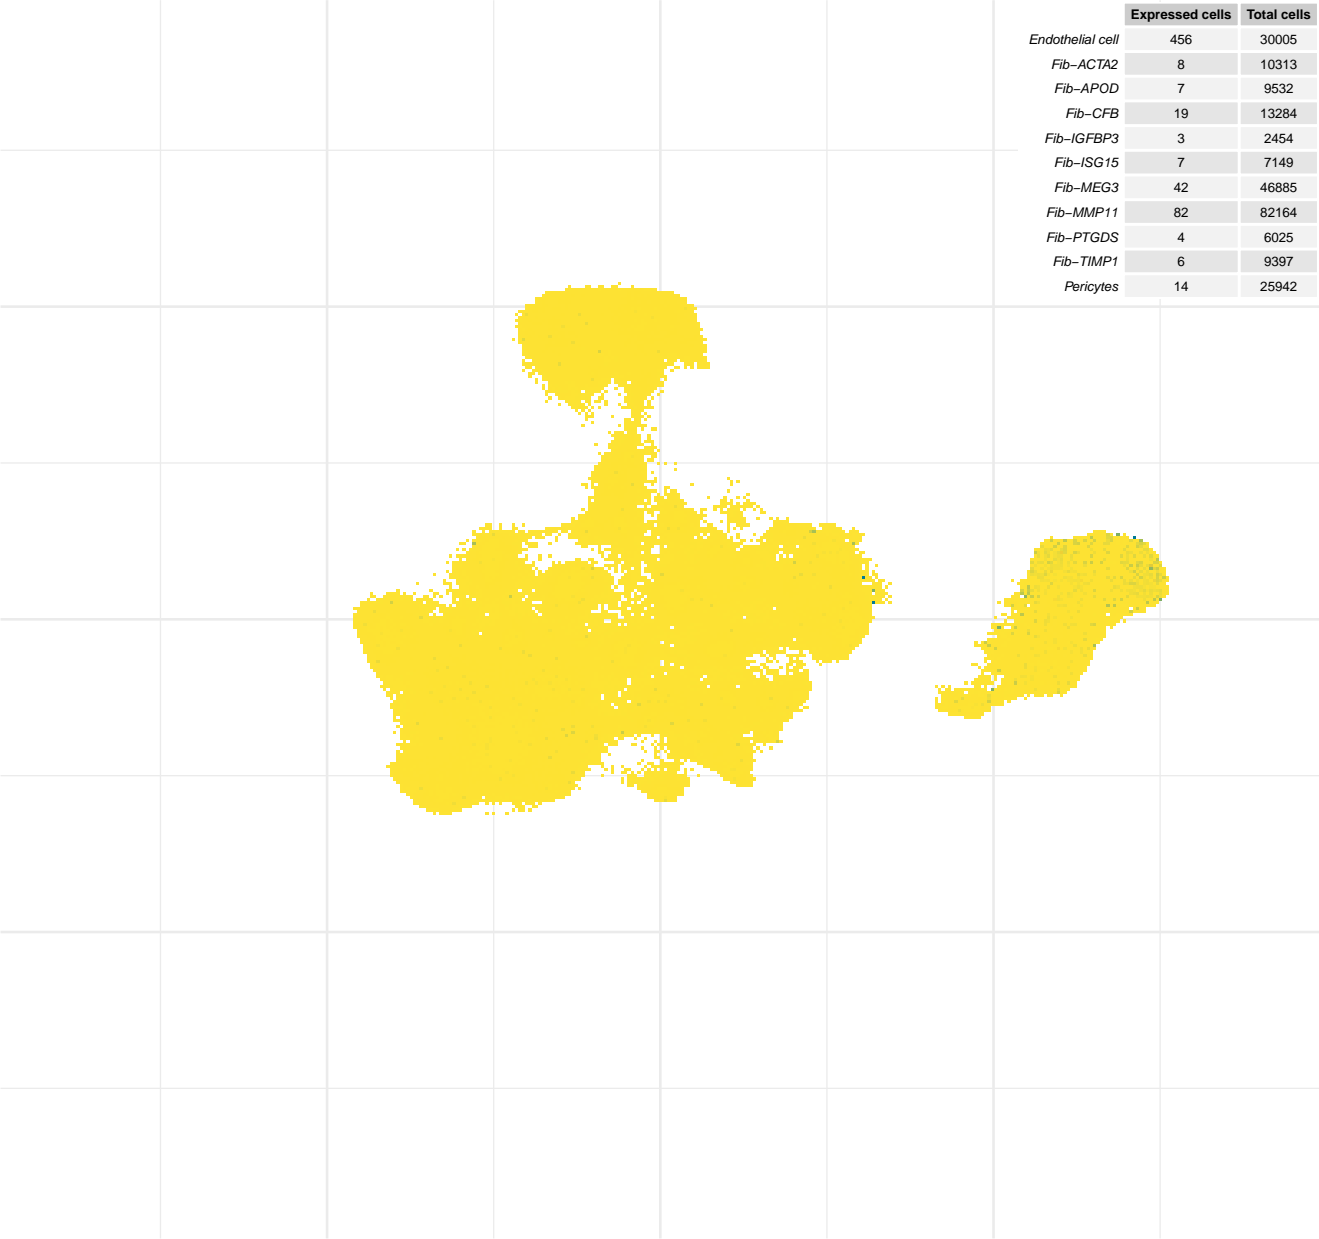 Expressed cells Total cells
Endothelial cell 456 30005
Fib−ACTA2 8 10313
Fib−APOD 7 9532
Fib−CFB 19 13284
Fib−IGFBP3 3 2454
Fib−ISG15 7 7149
Fib−MEG3 42 46885
Fib−MMP11 82 82164
Fib−PTGDS 4 6025
Fib−TIMP1 6 9397
Pericytes 14 25942